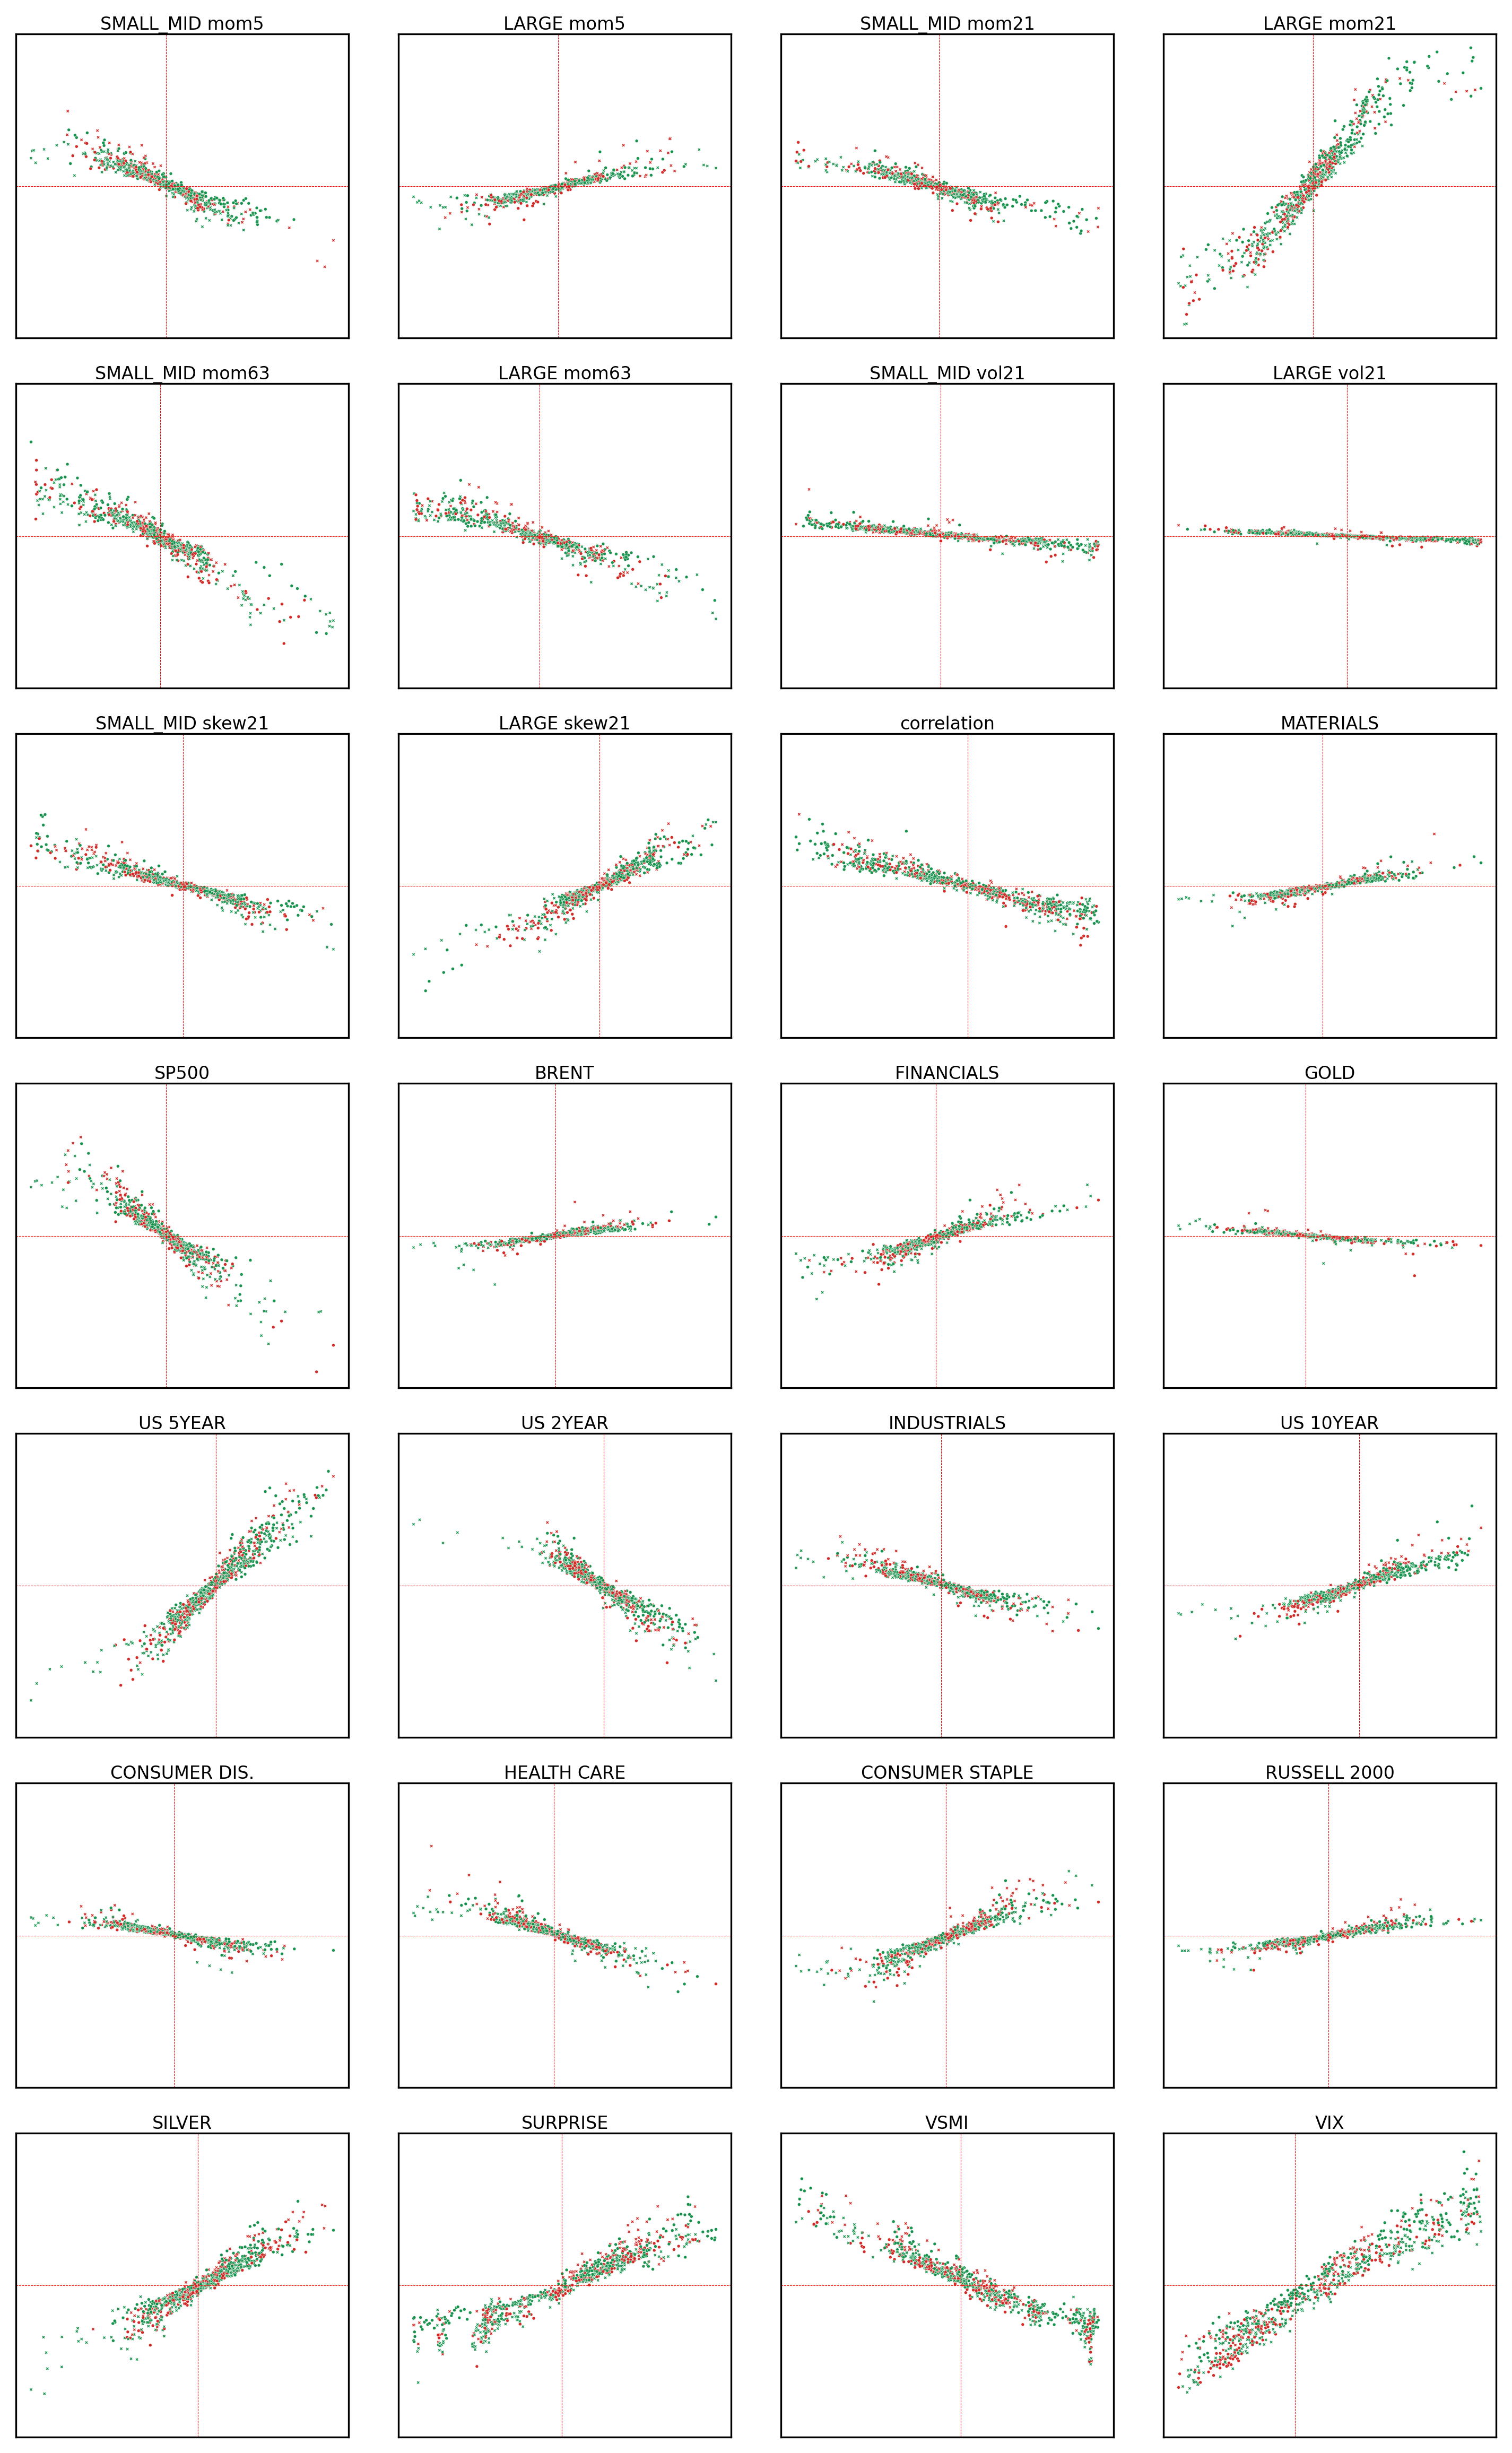 SMALL_MID mom5
LARGE mom5
SMALL_MID mom21
LARGE mom21
SMALL_MID mom63
LARGE mom63
SMALL_MID vol21
LARGE vol21
SMALL_MID skew21
LARGE skew21
correlation
MATERIALS
SP500
BRENT
FINANCIALS
GOLD
US 5YEAR
US 2YEAR
INDUSTRIALS
US 10YEAR
CONSUMER DIS.
HEALTH CARE
CONSUMER STAPLE
RUSSELL 2000
SILVER
SURPRISE
VSMI
VIX